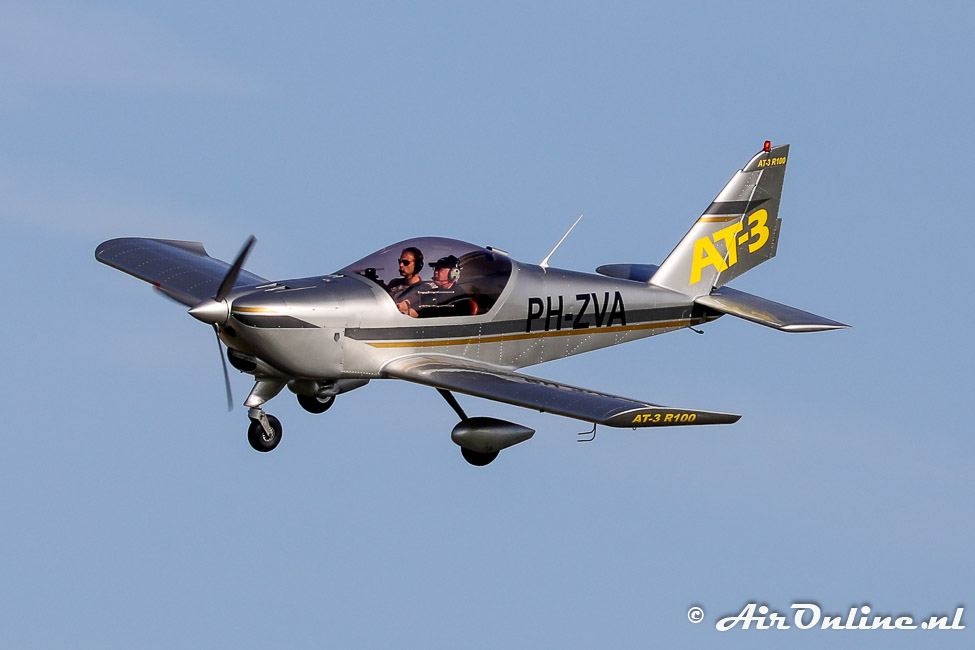 AT-3 R100
AT-3
PH-ZVA
AT-3 R100
© AirOnline.nl